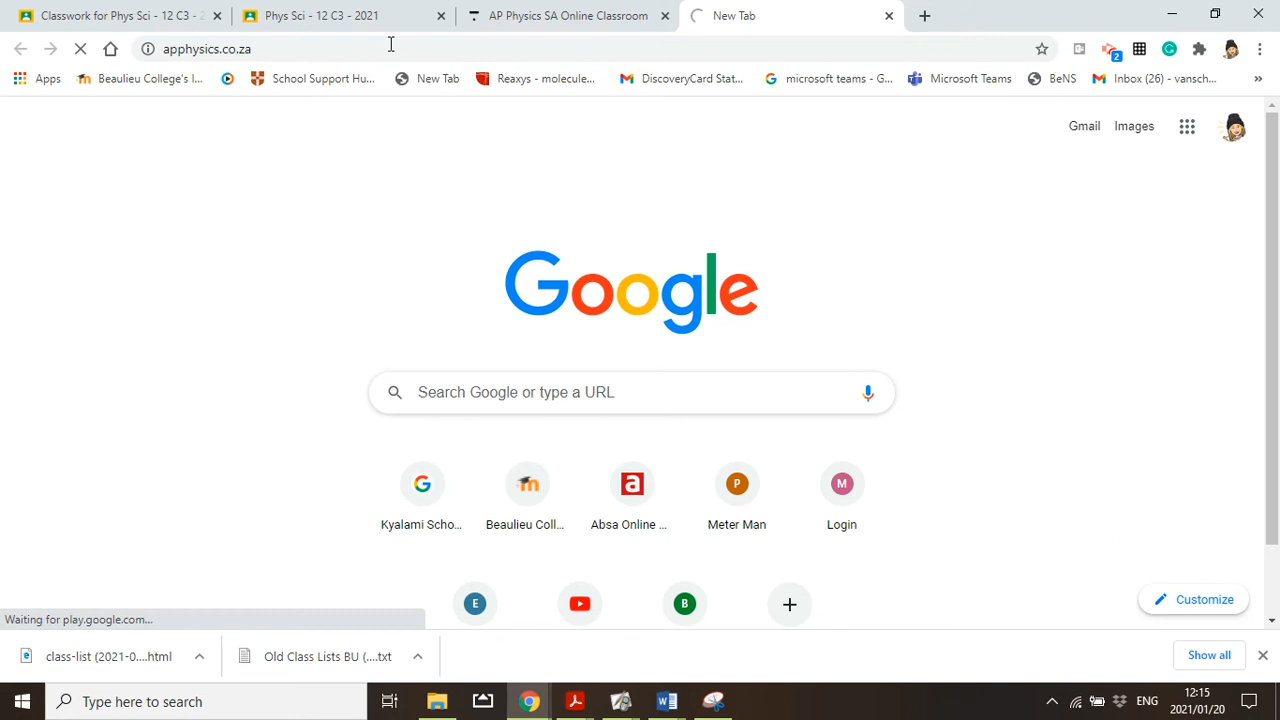 Classwork for Phys Sci - 12 C3 - 2
Phys Sci - 12 C3 - 2021
AP Physics SA Online Classroom
New Tab
apphysics.co.za
2
Apps
Beaulieu College's I...
School Support Hu...
New Tab
Reaxys - molecule...
DiscoveryCard Stat...
microsoft teams - G...
Microsoft Teams
BeNS
Inbox (26) - vansch...
Gmail
Images
Google
Search Google or type a URL
Kyalami Scho...
Beaulieu Coll...
a
Absa Online ...
P
Meter Man
M
Login
E
B
Customize
Waiting for play.google.com...
class-list (2021-0....html
Old Class Lists BU (....txt
Show all
Type here to search
ENG
12:15
2021/01/20